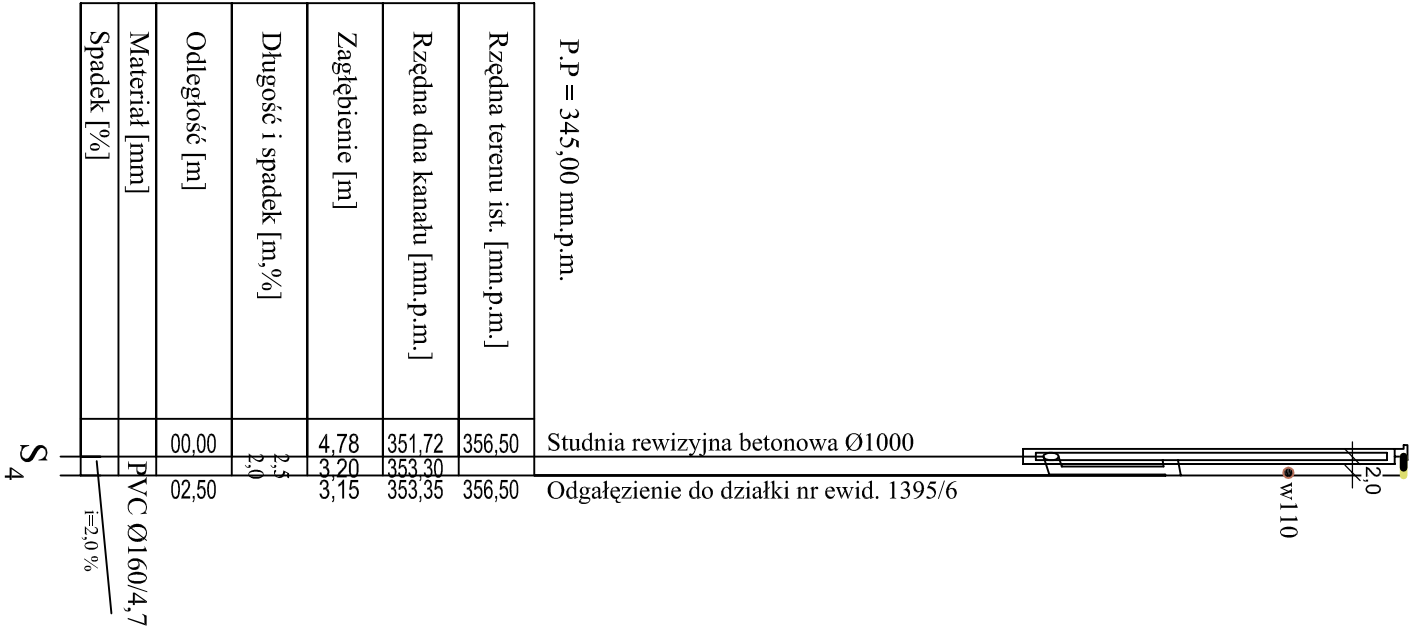 P.P = 345,00 mn.p.m.
Rzędna terenu ist. [mn.p.m.]
Rzędna dna kanału [mn.p.m.]
Zagłębienie [m]
Długość i spadek [m,%]
Odległość [m]
Materiał [mm]
Spadek [%]
356,50
351,72
4,78
00,00
353,30
3,20
2,5
2,0
356,50
353,35
3,15
02,50
Studnia rewizyjna betonowa Ø1000
Odgałęzienie do działki nr ewid. 1395/6
PVC Ø160/4,7
i=2,0 %
S4
2,0
w110